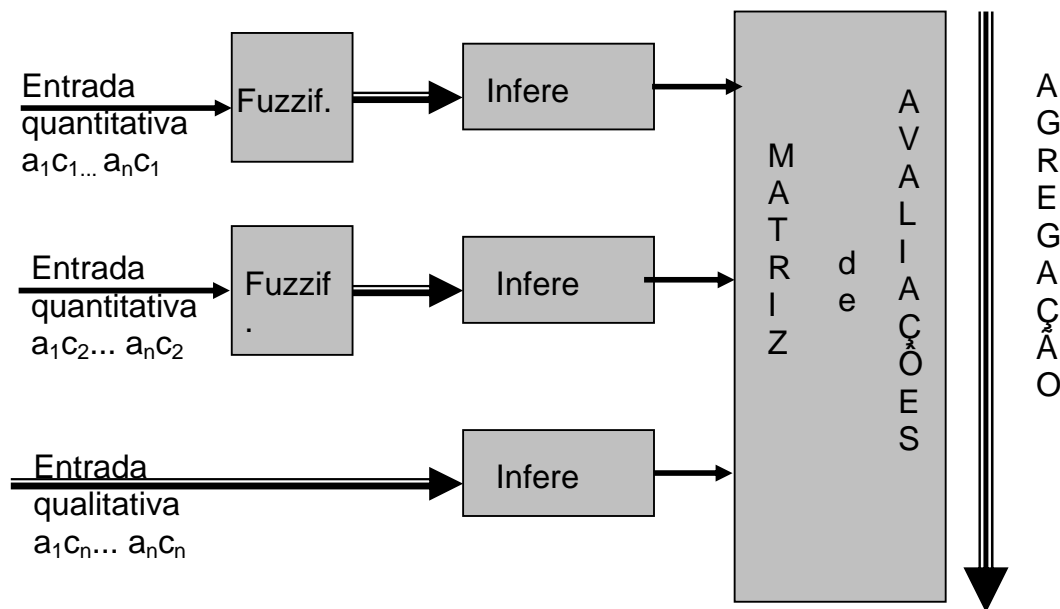 Entrada
quantitativa
a₁c₁... aₙc₁
Fuzzif.
Infere
Entrada
quantitativa
a₁c₂... aₙc₂
Fuzzif
.
Infere
Entrada
qualitativa
a₁cₙ... aₙcₙ
Infere
MATRIZ
de
AVALIAÇÕES
AGREGAÇÃO